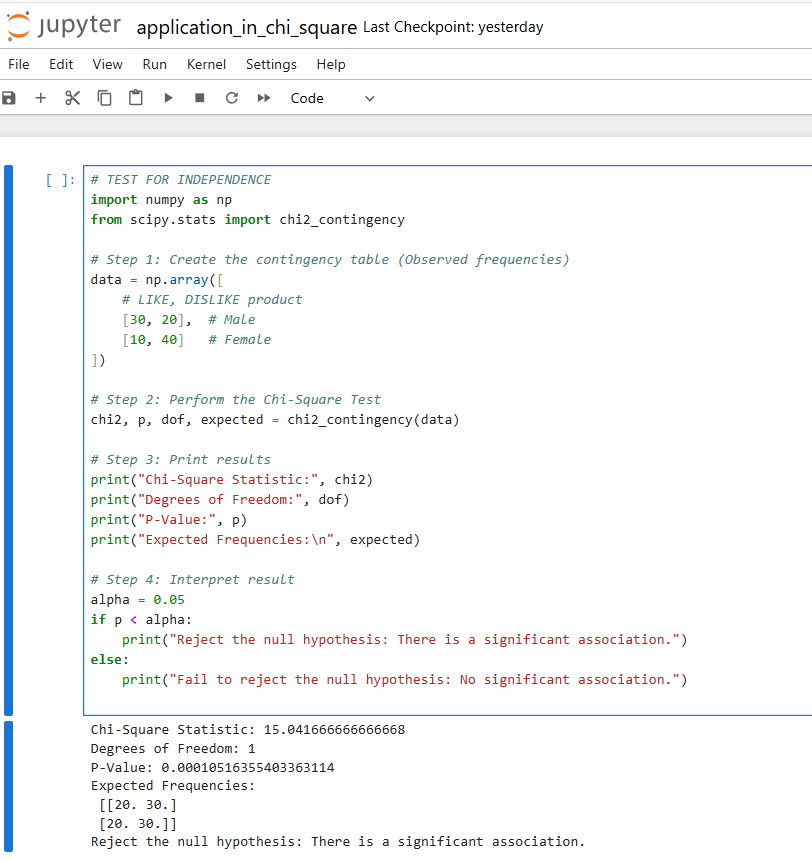 jupyter application_in_chi_square Last Checkpoint: yesterday
File Edit View Run Kernel Settings Help
Code
[ ]: # TEST FOR INDEPENDENCE
import numpy as np
from scipy.stats import chi2_contingency

# Step 1: Create the contingency table (Observed frequencies)
data = np.array([
    # LIKE, DISLIKE product
    [30, 20],  # Male
    [10, 40]   # Female
])

# Step 2: Perform the Chi-Square Test
chi2, p, dof, expected = chi2_contingency(data)

# Step 3: Print results
print("Chi-Square Statistic:", chi2)
print("Degrees of Freedom:", dof)
print("P-Value:", p)
print("Expected Frequencies:\n", expected)

# Step 4: Interpret result
alpha = 0.05
if p < alpha:
    print("Reject the null hypothesis: There is a significant association.")
else:
    print("Fail to reject the null hypothesis: No significant association.")

Chi-Square Statistic: 15.041666666666668
Degrees of Freedom: 1
P-Value: 0.00010516355403363114
Expected Frequencies:
 [[20. 30.]
 [20. 30.]]
Reject the null hypothesis: There is a significant association.